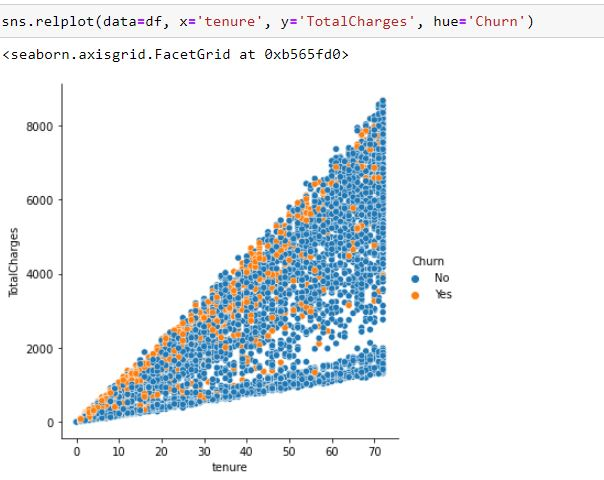 sns.relplot(data=df, x='tenure', y='TotalCharges', hue='Churn')
<seaborn.axisgrid.FacetGrid at 0xb565fd0>
8000
6000
4000
2000
0
TotalCharges
0 10 20 30 40 50 60 70
tenure
Churn
No
Yes